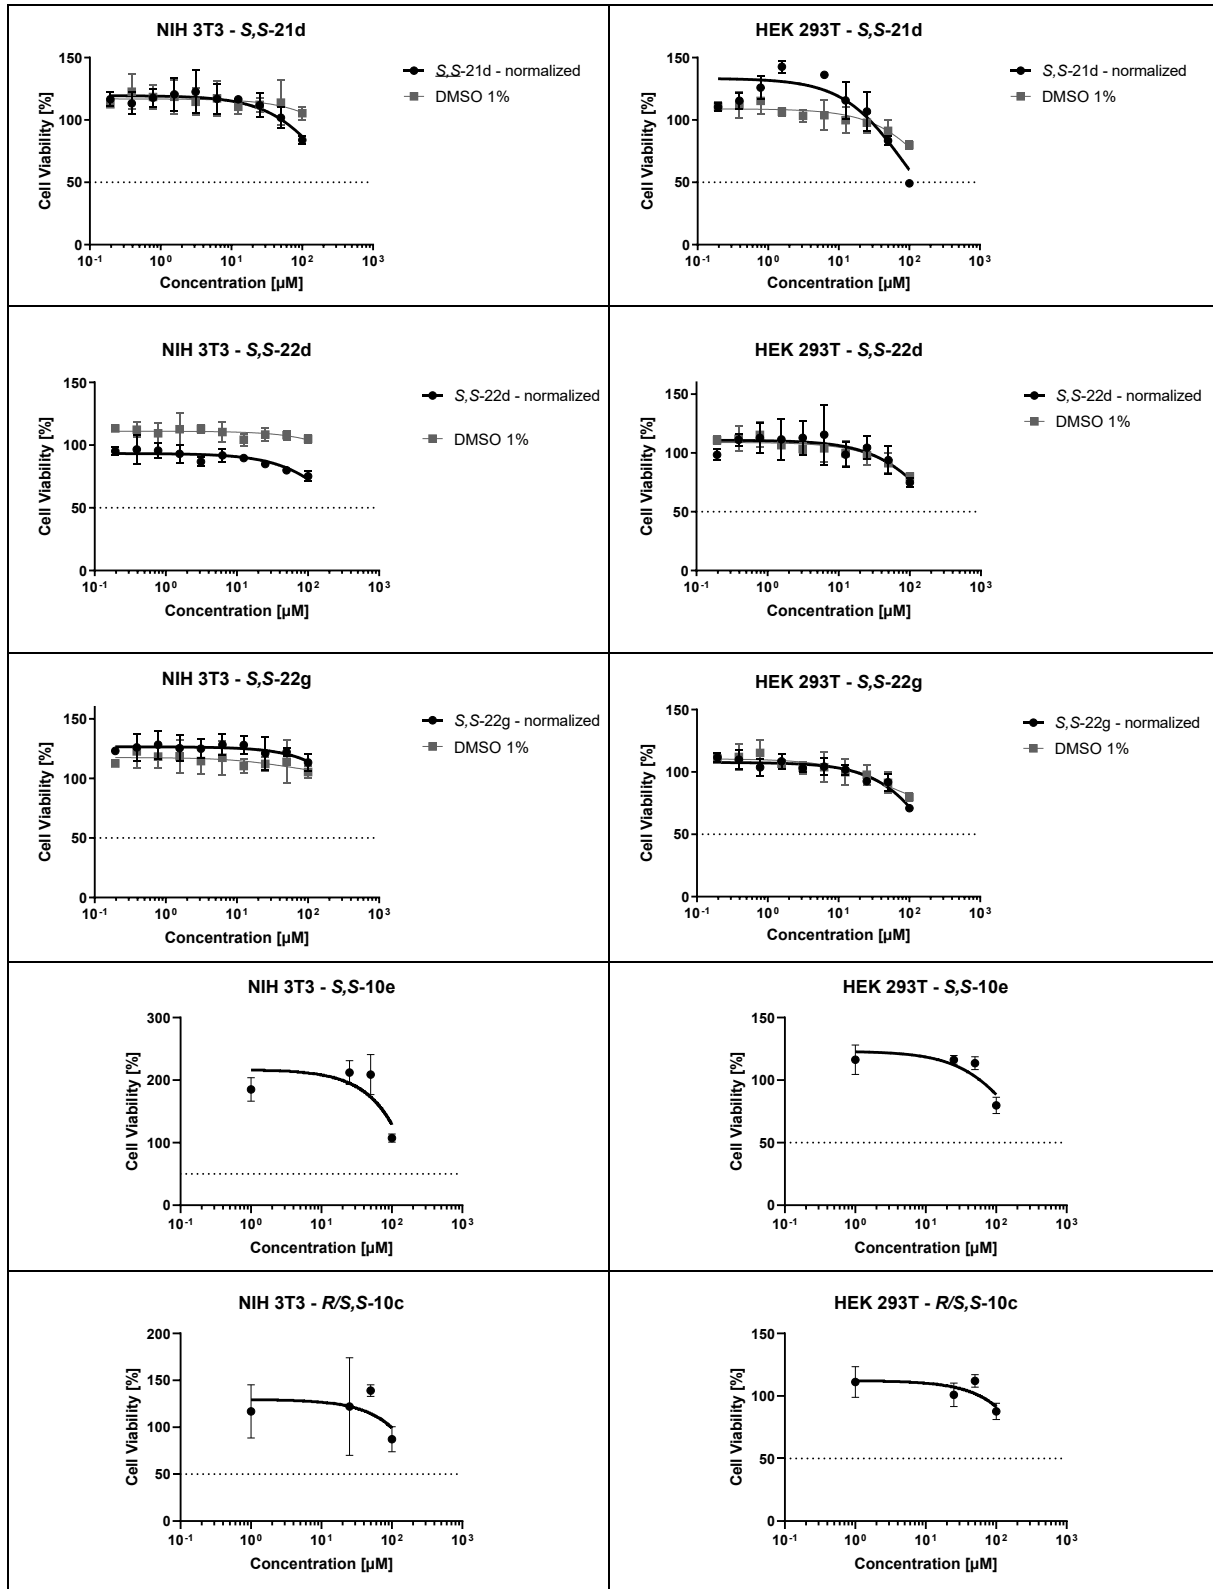 NIH 3T3 - S,S-21d
150
100
50
0
Cell Viability [%]
10⁻¹ 10⁰ 10¹ 10² 10³
Concentration [µM]
S,S-21d - normalized
DMSO 1%
HEK 293T - S,S-21d
150
100
50
0
Cell Viability [%]
10⁻¹ 10⁰ 10¹ 10² 10³
Concentration [µM]
S,S-21d - normalized
DMSO 1%
NIH 3T3 - S,S-22d
150
100
50
0
Cell Viability [%]
10⁻¹ 10⁰ 10¹ 10² 10³
Concentration [µM]
S,S-22d - normalized
DMSO 1%
HEK 293T - S,S-22d
150
100
50
0
Cell Viability [%]
10⁻¹ 10⁰ 10¹ 10² 10³
Concentration [µM]
S,S-22d - normalized
DMSO 1%
NIH 3T3 - S,S-22g
150
100
50
0
Cell Viability [%]
10⁻¹ 10⁰ 10¹ 10² 10³
Concentration [µM]
S,S-22g - normalized
DMSO 1%
HEK 293T - S,S-22g
150
100
50
0
Cell Viability [%]
10⁻¹ 10⁰ 10¹ 10² 10³
Concentration [µM]
S,S-22g - normalized
DMSO 1%
NIH 3T3 - S,S-10e
300
200
100
0
Cell Viability [%]
10⁻¹ 10⁰ 10¹ 10² 10³
Concentration [µM]
HEK 293T - S,S-10e
150
100
50
0
Cell Viability [%]
10⁻¹ 10⁰ 10¹ 10² 10³
Concentration [µM]
NIH 3T3 - R/S,S-10c
200
150
100
50
0
Cell Viability [%]
10⁻¹ 10⁰ 10¹ 10² 10³
Concentration [µM]
HEK 293T - R/S,S-10c
150
100
50
0
Cell Viability [%]
10⁻¹ 10⁰ 10¹ 10² 10³
Concentration [µM]